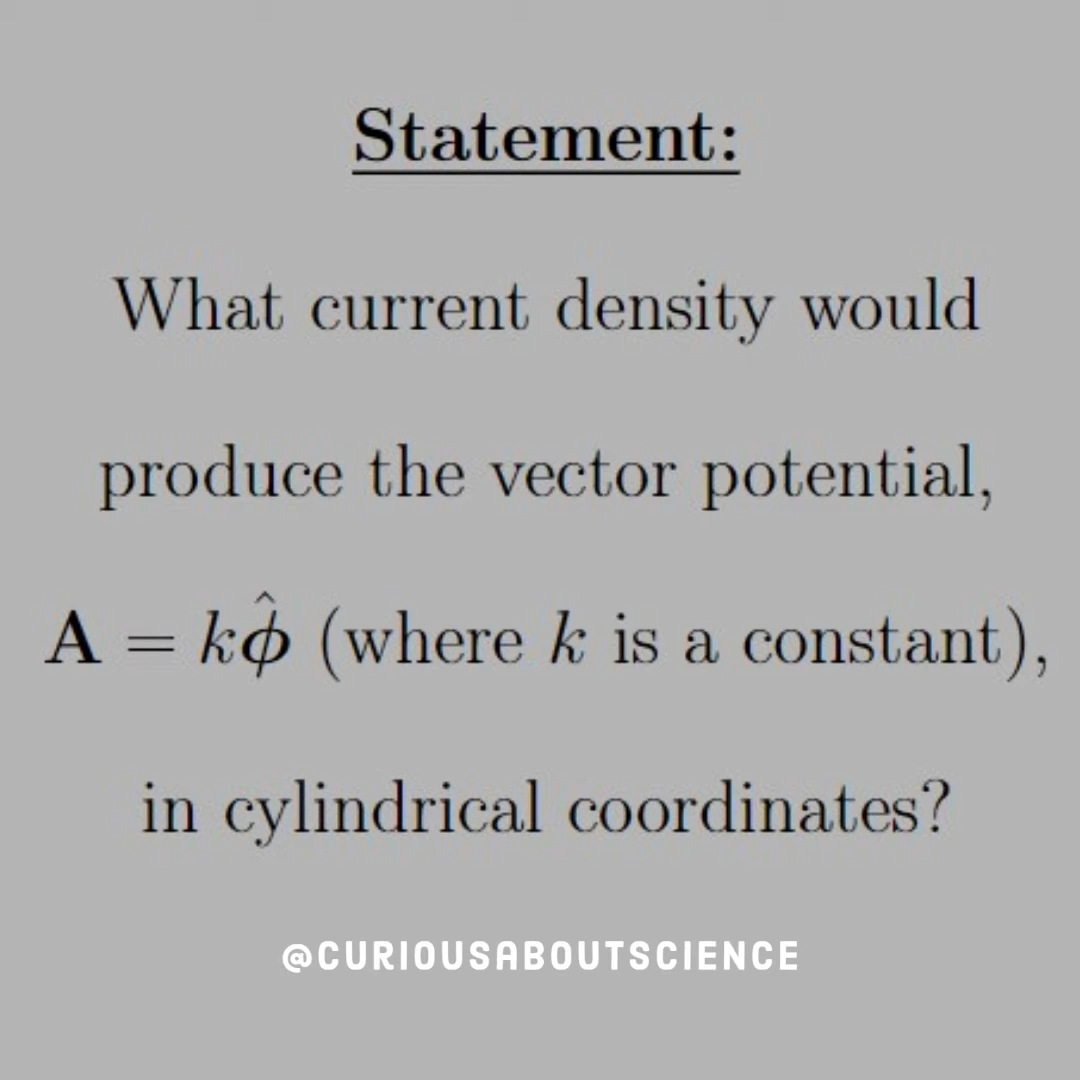 Statement:
What current density would
produce the vector potential,
𝐀 = kϕ̂ (where k is a constant),
in cylindrical coordinates?
@CURIOUSABOUTSCIENCE